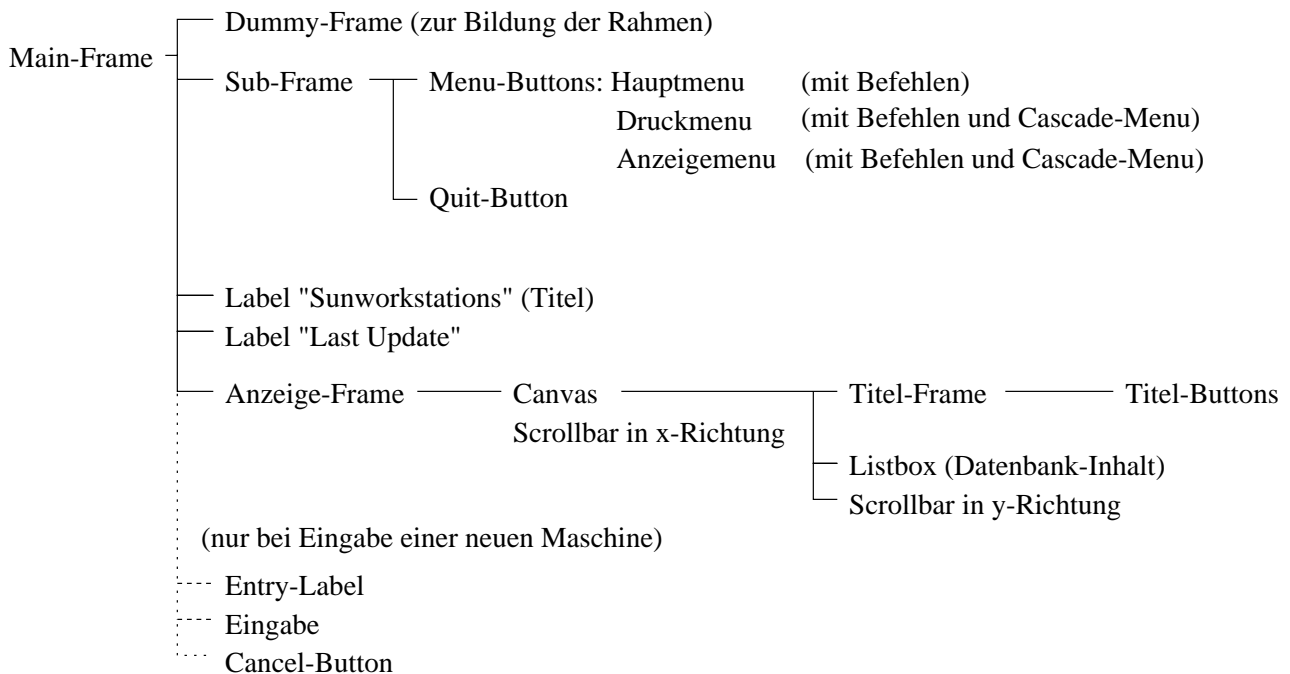 Dummy-Frame (zur Bildung der Rahmen)
Main-Frame
Sub-Frame Menu-Buttons: Hauptmenu (mit Befehlen)
Druckmenu (mit Befehlen und Cascade-Menu)
Anzeigemenu (mit Befehlen und Cascade-Menu)
Quit-Button
Label "Sunworkstations" (Titel)
Label "Last Update"
Anzeige-Frame Canvas Titel-Frame Titel-Buttons
Scrollbar in x-Richtung
Listbox (Datenbank-Inhalt)
Scrollbar in y-Richtung
(nur bei Eingabe einer neuen Maschine)
Entry-Label
Eingabe
Cancel-Button